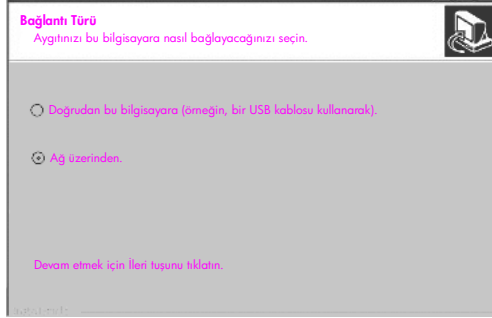 Bağlantı Türü
Aygıtınızı bu bilgisayara nasıl bağlayacağınızı seçin.
Doğrudan bu bilgisayara (örneğin, bir USB kablosu kullanarak).
Ağ üzerinden.
Devam etmek için İleri tuşunu tıklatın.